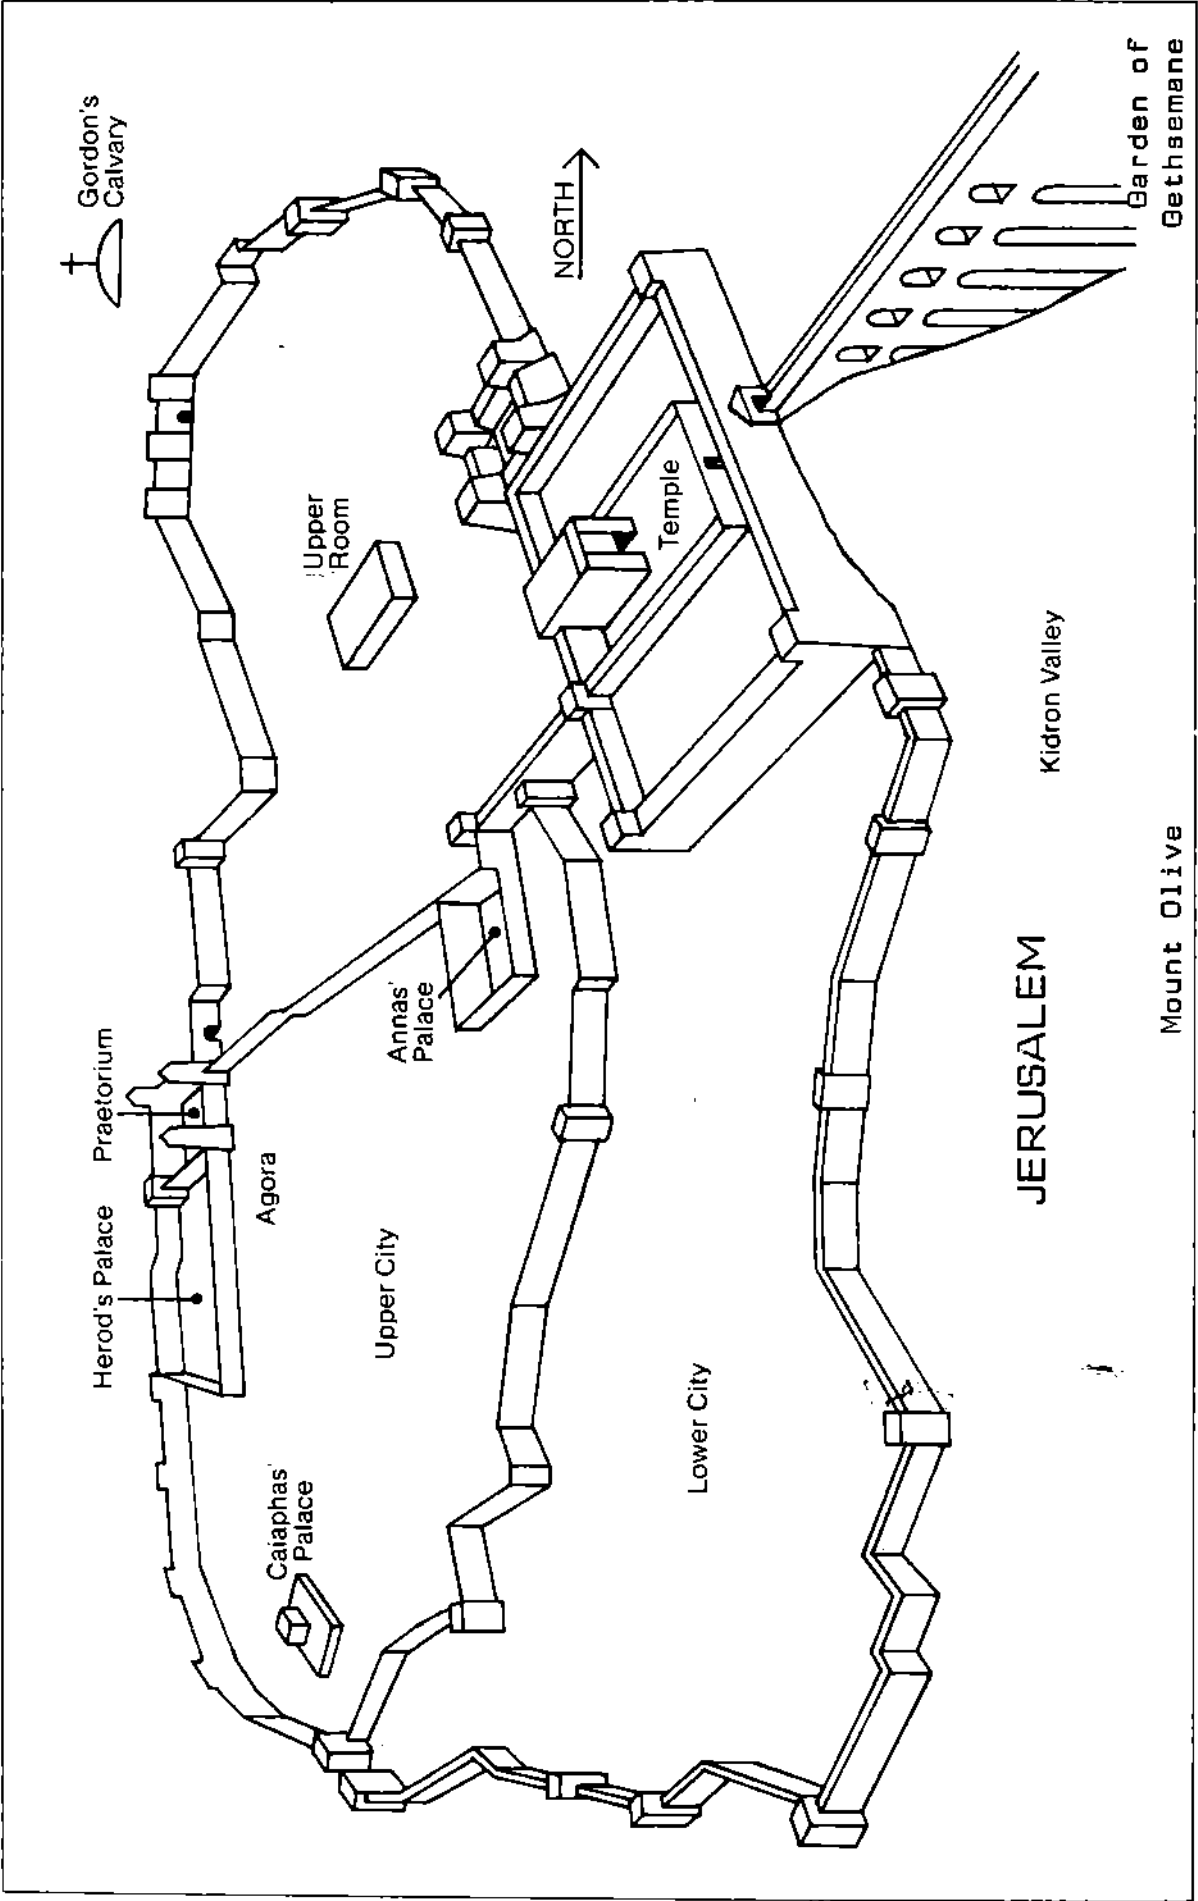 Gordon's
Calvary
NORTH
Garden of
Gethsemane
Upper
Room
Temple
Kidron Valley
Praetorium
Herod's Palace
Agora
Annas'
Palace
Upper City
Caiaphas'
Palace
Lower City
JERUSALEM
Mount Olive